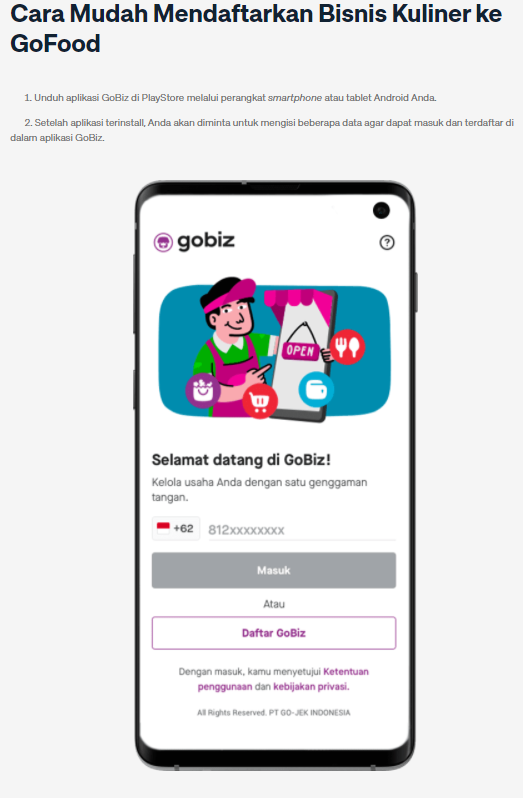 Cara Mudah Mendaftarkan Bisnis Kuliner ke
GoFood
1. Unduh aplikasi GoBiz di PlayStore melalui perangkat smartphone atau tablet Android Anda.
2. Setelah aplikasi terinstall, Anda akan diminta untuk mengisi beberapa data agar dapat masuk dan terdaftar di
dalam aplikasi GoBiz.
gobiz
?
OPEN
Selamat datang di GoBiz!
Kelola usaha Anda dengan satu genggaman
tangan.
+62 812xxxxxxxx
Masuk
Atau
Daftar GoBiz
Dengan masuk, kamu menyetujui Ketentuan
penggunaan dan kebijakan privasi.
All Rights Reserved. PT GO-JEK INDONESIA